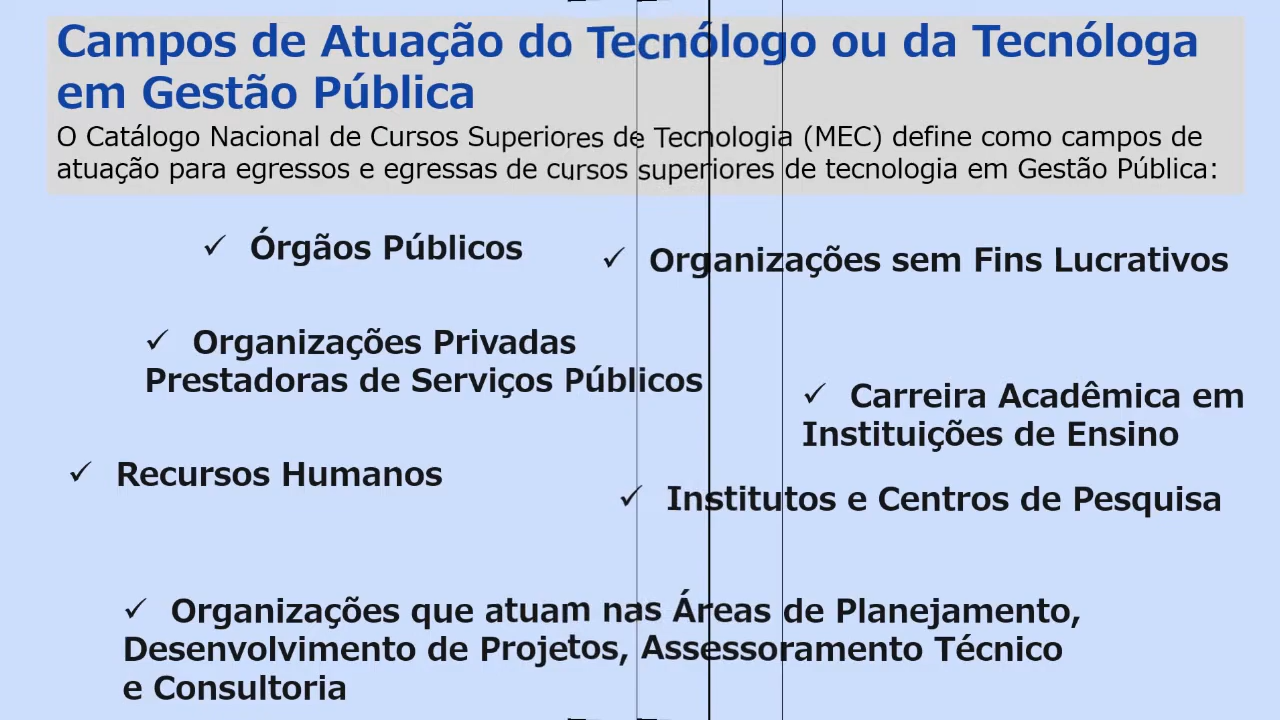 Campos de Atuação do Tecnólogo ou da Tecnóloga
em Gestão Pública
O Catálogo Nacional de Cursos Superiores de Tecnologia (MEC) define como campos de
atuação para egressos e egressas de cursos superiores de tecnologia em Gestão Pública:
✓ Órgãos Públicos
✓ Organizações sem Fins Lucrativos
✓ Organizações Privadas
Prestadoras de Serviços Públicos
✓ Carreira Acadêmica em
Instituições de Ensino
✓ Recursos Humanos
✓ Institutos e Centros de Pesquisa
✓ Organizações que atuam nas Áreas de Planejamento,
Desenvolvimento de Projetos, Assessoramento Técnico
e Consultoria